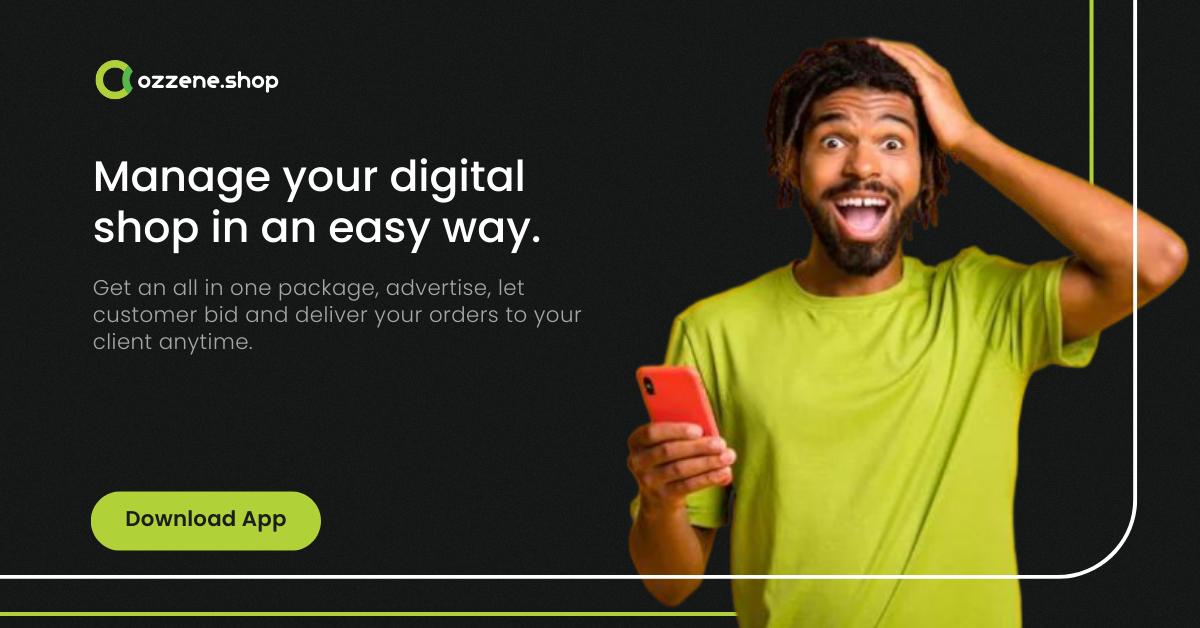 ozzene.shop
Manage your digital
shop in an easy way.
Get an all in one package, advertise, let
customer bid and deliver your orders to your
client anytime.
Download App